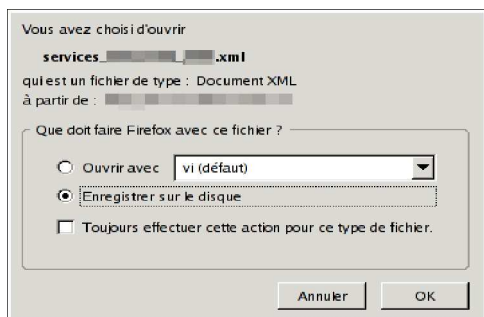 Vous avez choisi d'ouvrir
services_ _ .xml
qui est un fichier de type : Document XML
à partir de :
Que doit faire Firefox avec ce fichier ?
Ouvrir avec vi (défaut)
Enregistrer sur le disque
Toujours effectuer cette action pour ce type de fichier.
Annuler OK